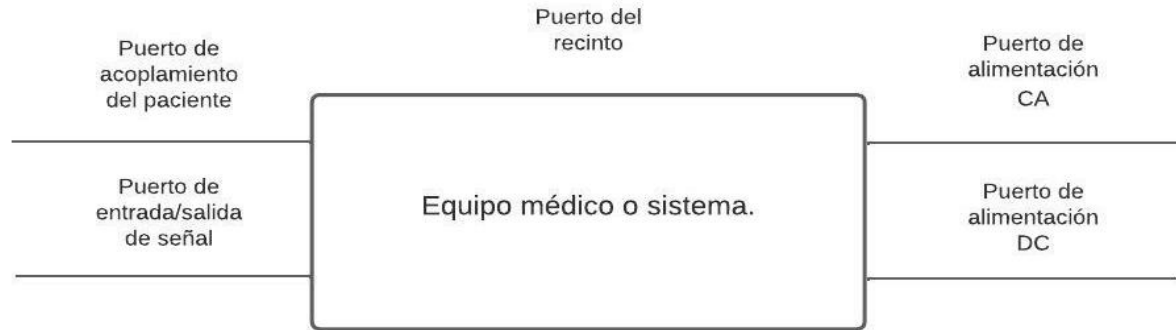 Puerto del
recinto
Puerto de
acoplamiento
del paciente
Puerto de
alimentación
CA
Puerto de
entrada/salida
de señal
Equipo médico o sistema.
Puerto de
alimentación
DC